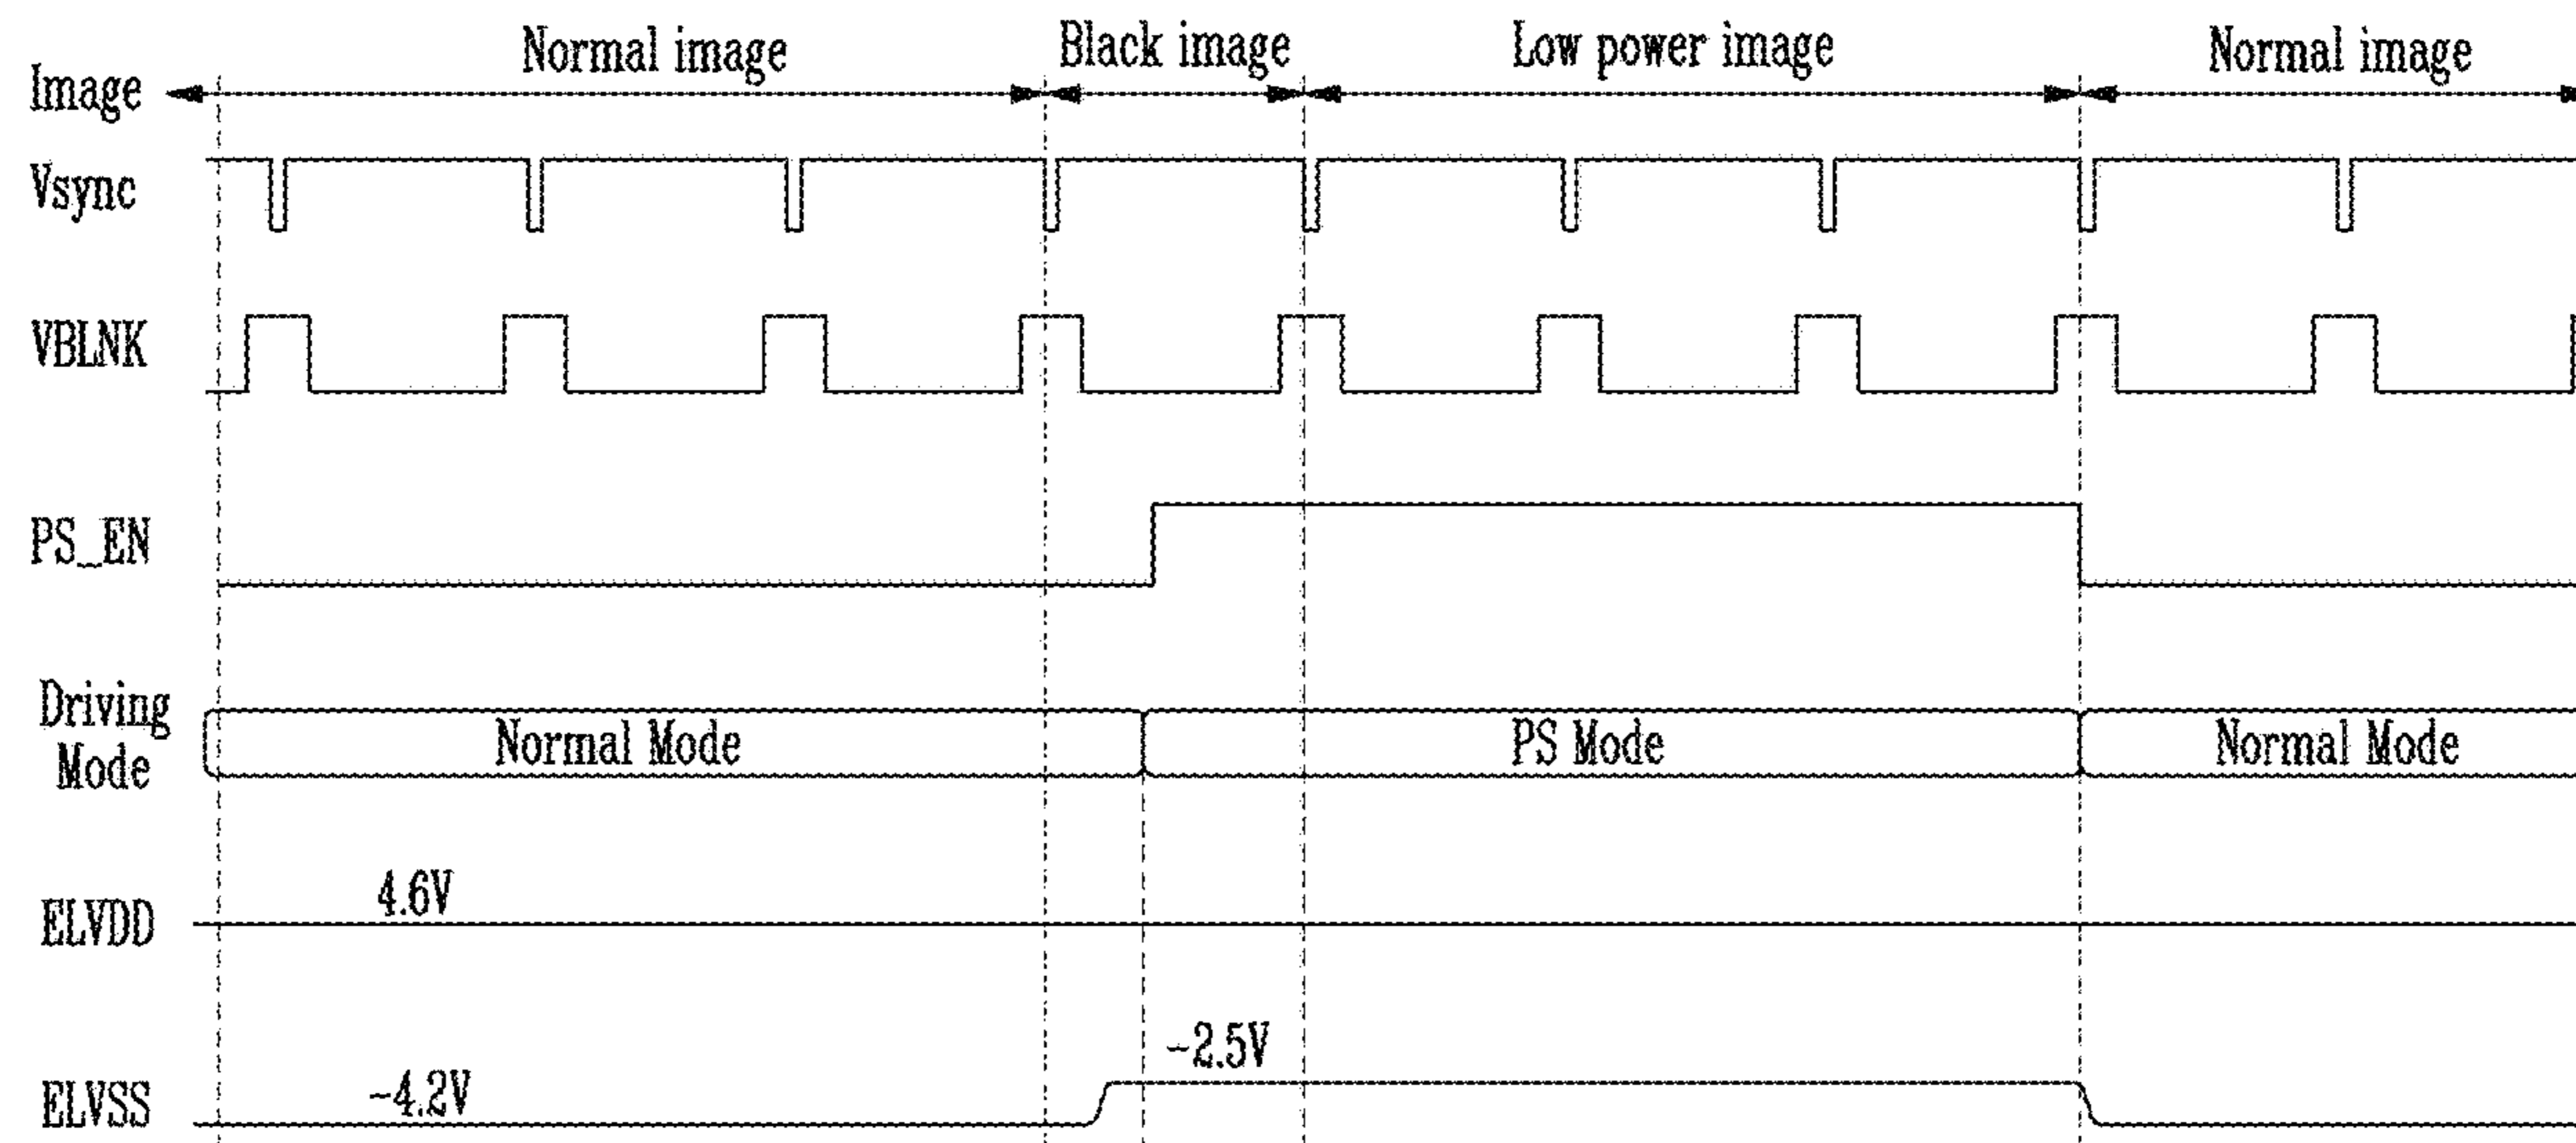 Image
Normal image
Black image
Low power image
Normal image
Vsync
VBLNK
PS_EN
Driving
Mode
Normal Mode
PS Mode
Normal Mode
ELVDD
4.6V
ELVSS
-4.2V
-2.5V